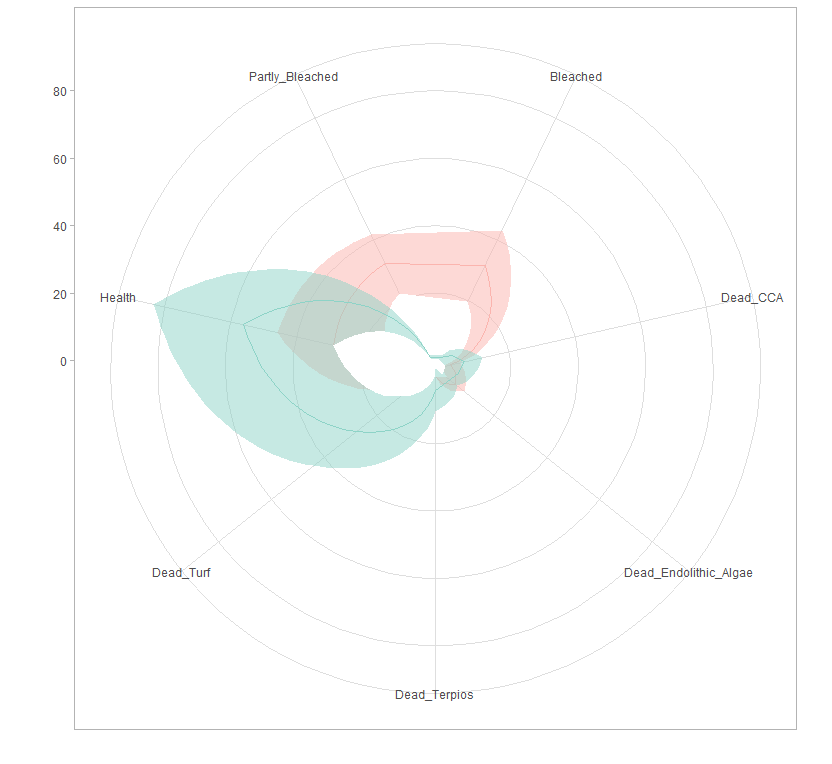 Partly_Bleached
Bleached
80
60
40
20
0
Health
Dead_CCA
Dead_Turf
Dead_Endolithic_Algae
Dead_Terpios